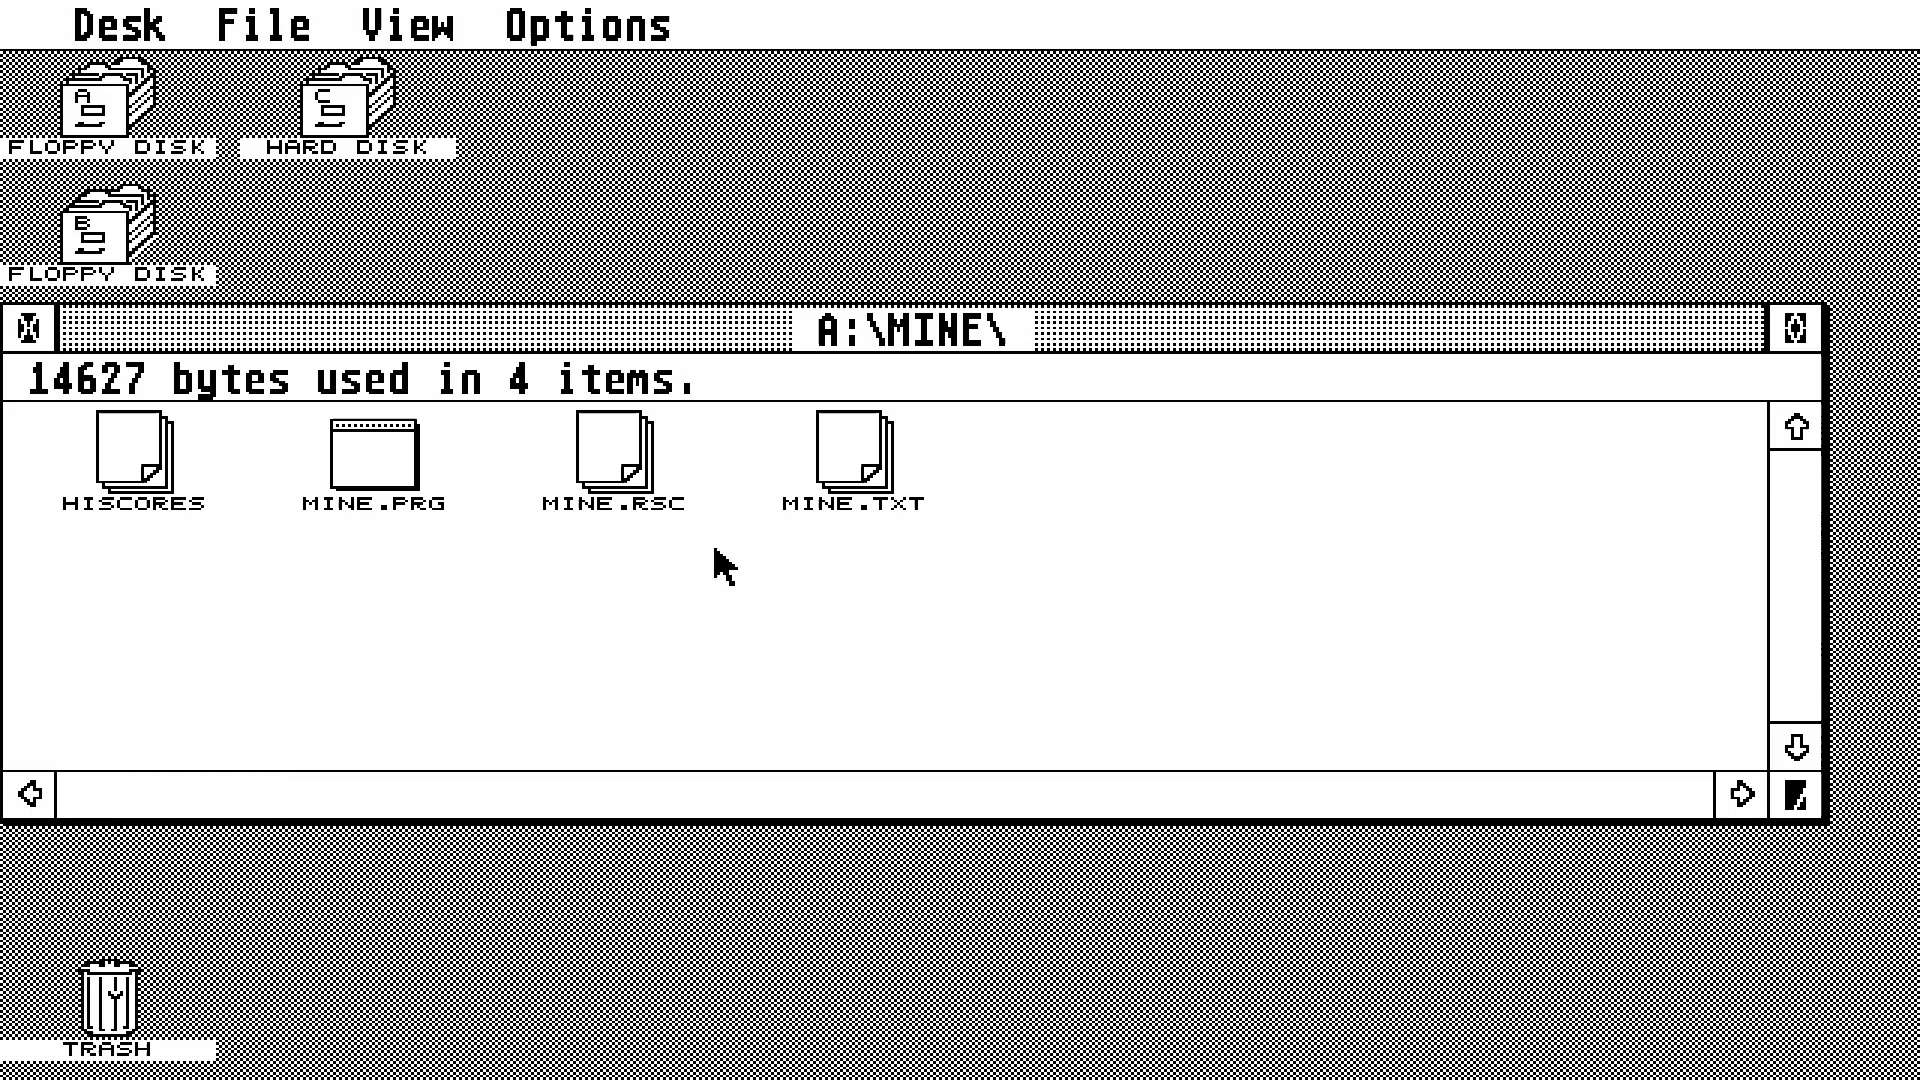 Desk File View Options
A C
FLOPPY DISK HARD DISK
B
FLOPPY DISK
A:\MINE\
14627 bytes used in 4 items.
HISCORES MINE.PRG MINE.RSC MINE.TXT
TRASH